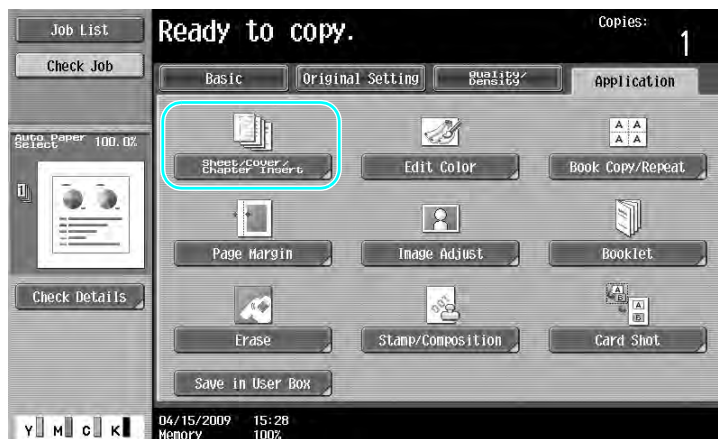 Job List
Ready to copy.
Copies:
1
Check Job
Basic
Original Setting
Quality/
Density
Application
Auto Paper
Select
100.0%
Sheet/Cover/
Chapter Insert
Edit Color
Book Copy/Repeat
Page Margin
Image Adjust
Booklet
Check Details
Erase
Stamp/Composition
Card Shot
Save in User Box
Y M C K
04/15/2009 15:28
Memory 100%